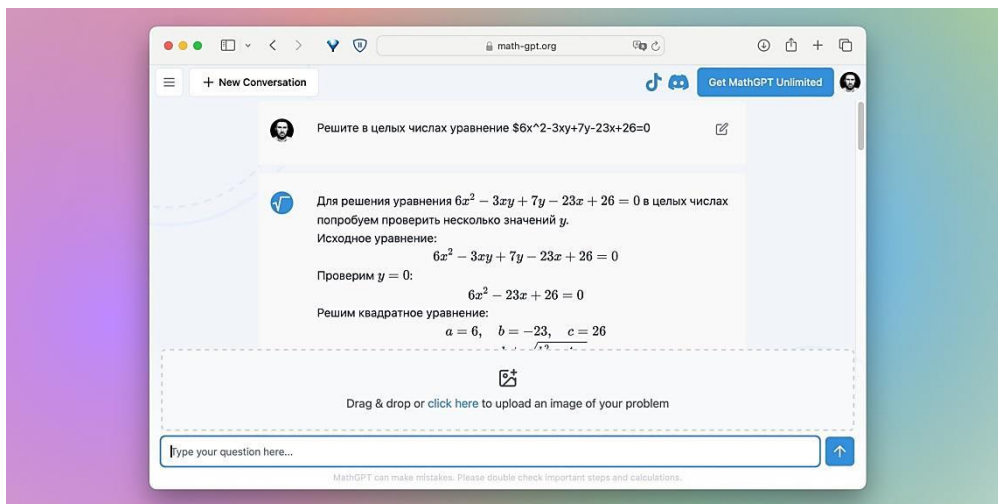 math-gpt.org
+ New Conversation
Get MathGPT Unlimited
Решите в целых числах уравнение $6x^2-3xy+7y-23x+26=0
Для решения уравнения 6x² − 3xy + 7y − 23x + 26 = 0 в целых числах
попробуем проверить несколько значений y.
Исходное уравнение:
6x² − 3xy + 7y − 23x + 26 = 0
Проверим y = 0:
6x² − 23x + 26 = 0
Решим квадратное уравнение:
a = 6, b = −23, c = 26
Drag & drop or click here to upload an image of your problem
Type your question here...
MathGPT can make mistakes. Please double check important steps and calculations.